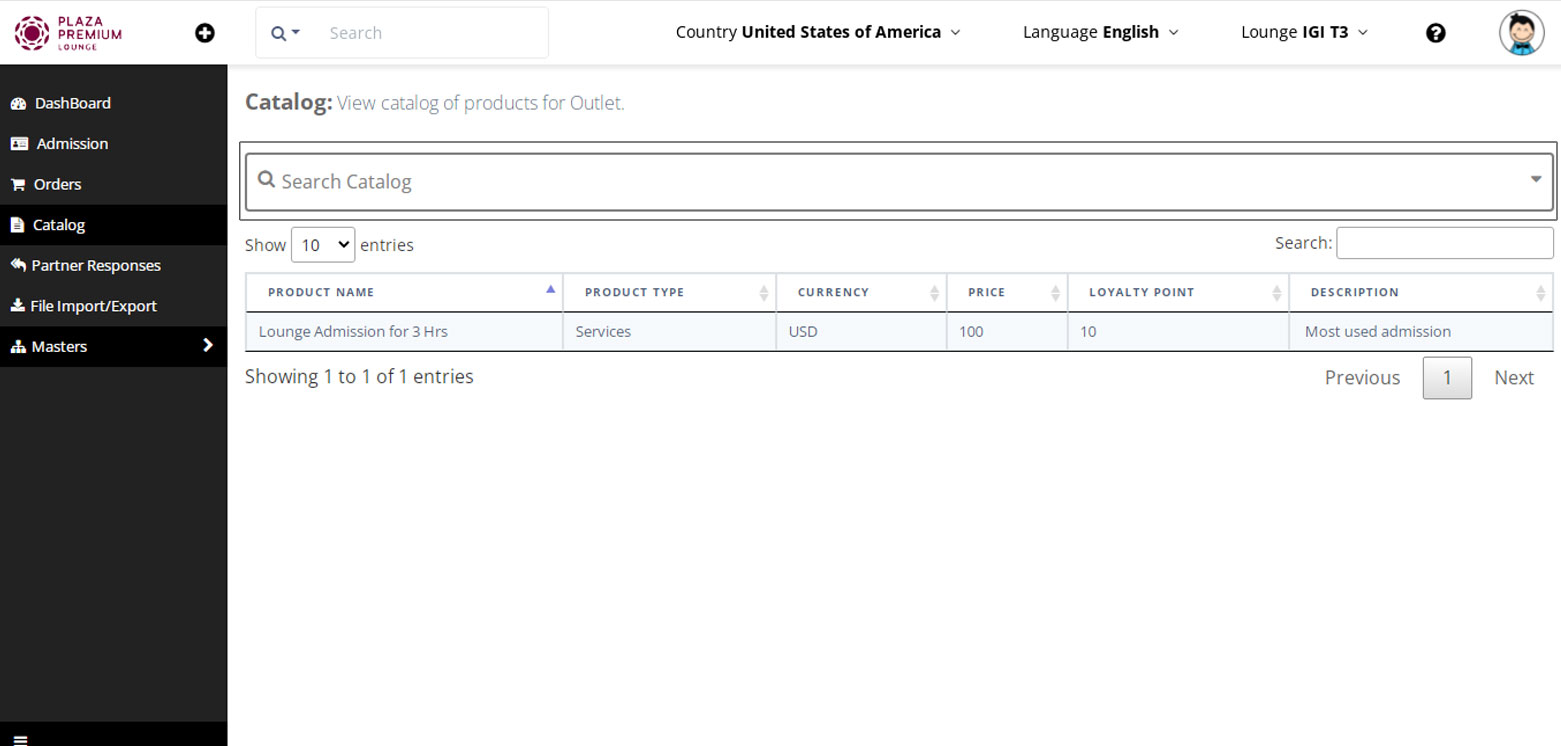 PLAZA
PREMIUM
LOUNGE
Search
Country United States of America
Language English
Lounge IGI T3
DashBoard
Admission
Orders
Catalog
Partner Responses
File Import/Export
Masters
Catalog: View catalog of products for Outlet.
Search Catalog
Show 10 entries
Search:
PRODUCT NAME PRODUCT TYPE CURRENCY PRICE LOYALTY POINT DESCRIPTION
Lounge Admission for 3 Hrs Services USD 100 10 Most used admission
Showing 1 to 1 of 1 entries
Previous 1 Next